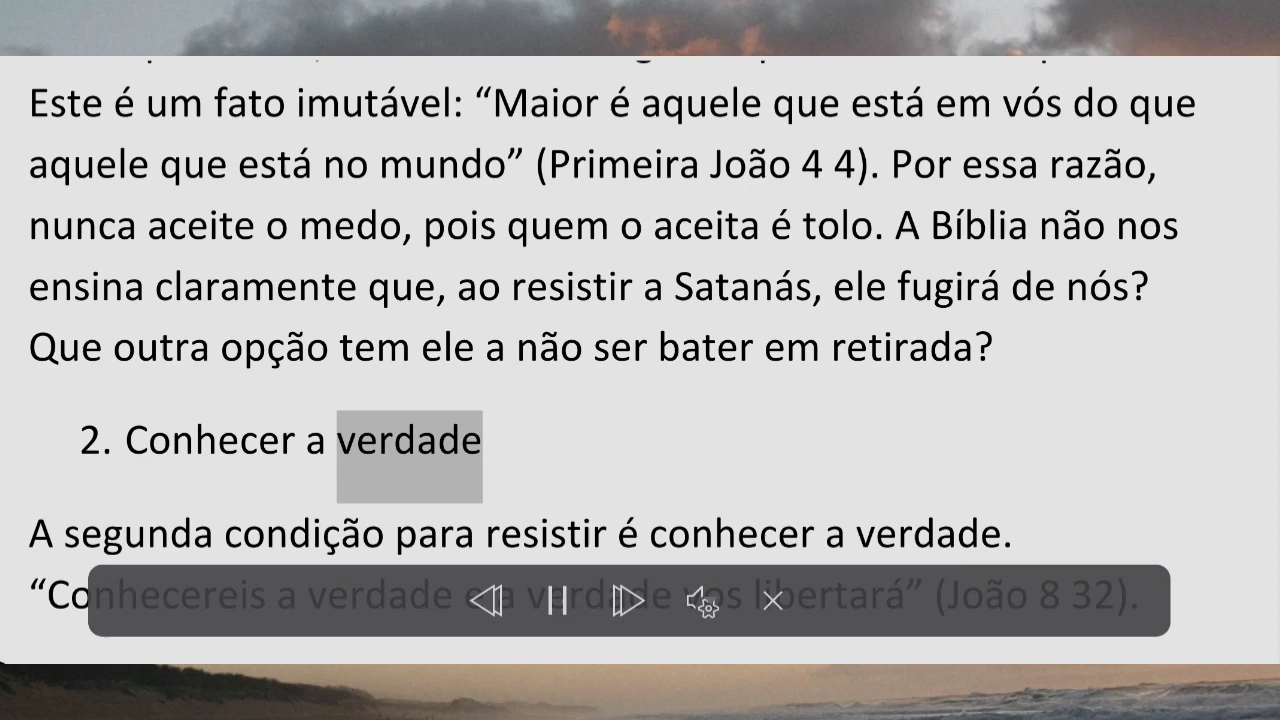 Este é um fato imutável: “Maior é aquele que está em vós do que
aquele que está no mundo” (Primeira João 4 4). Por essa razão,
nunca aceite o medo, pois quem o aceita é tolo. A Bíblia não nos
ensina claramente que, ao resistir a Satanás, ele fugirá de nós?
Que outra opção tem ele a não ser bater em retirada?
2. Conhecer a verdade
A segunda condição para resistir é conhecer a verdade.
“Conhecereis a verdade e a verdade vos libertará” (João 8 32).